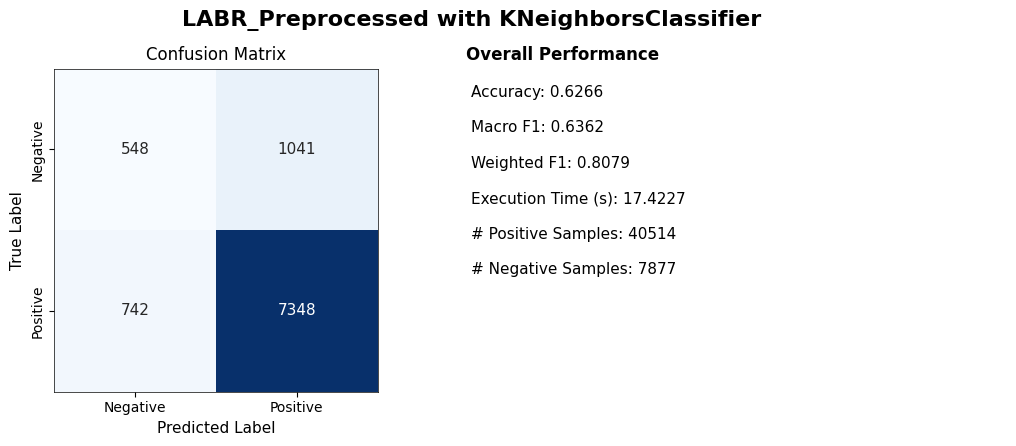 LABR_Preprocessed with KNeighborsClassifier
Confusion Matrix
True Label
Negative
Positive
548
1041
742
7348
Negative
Positive
Predicted Label
Overall Performance
Accuracy: 0.6266
Macro F1: 0.6362
Weighted F1: 0.8079
Execution Time (s): 17.4227
# Positive Samples: 40514
# Negative Samples: 7877